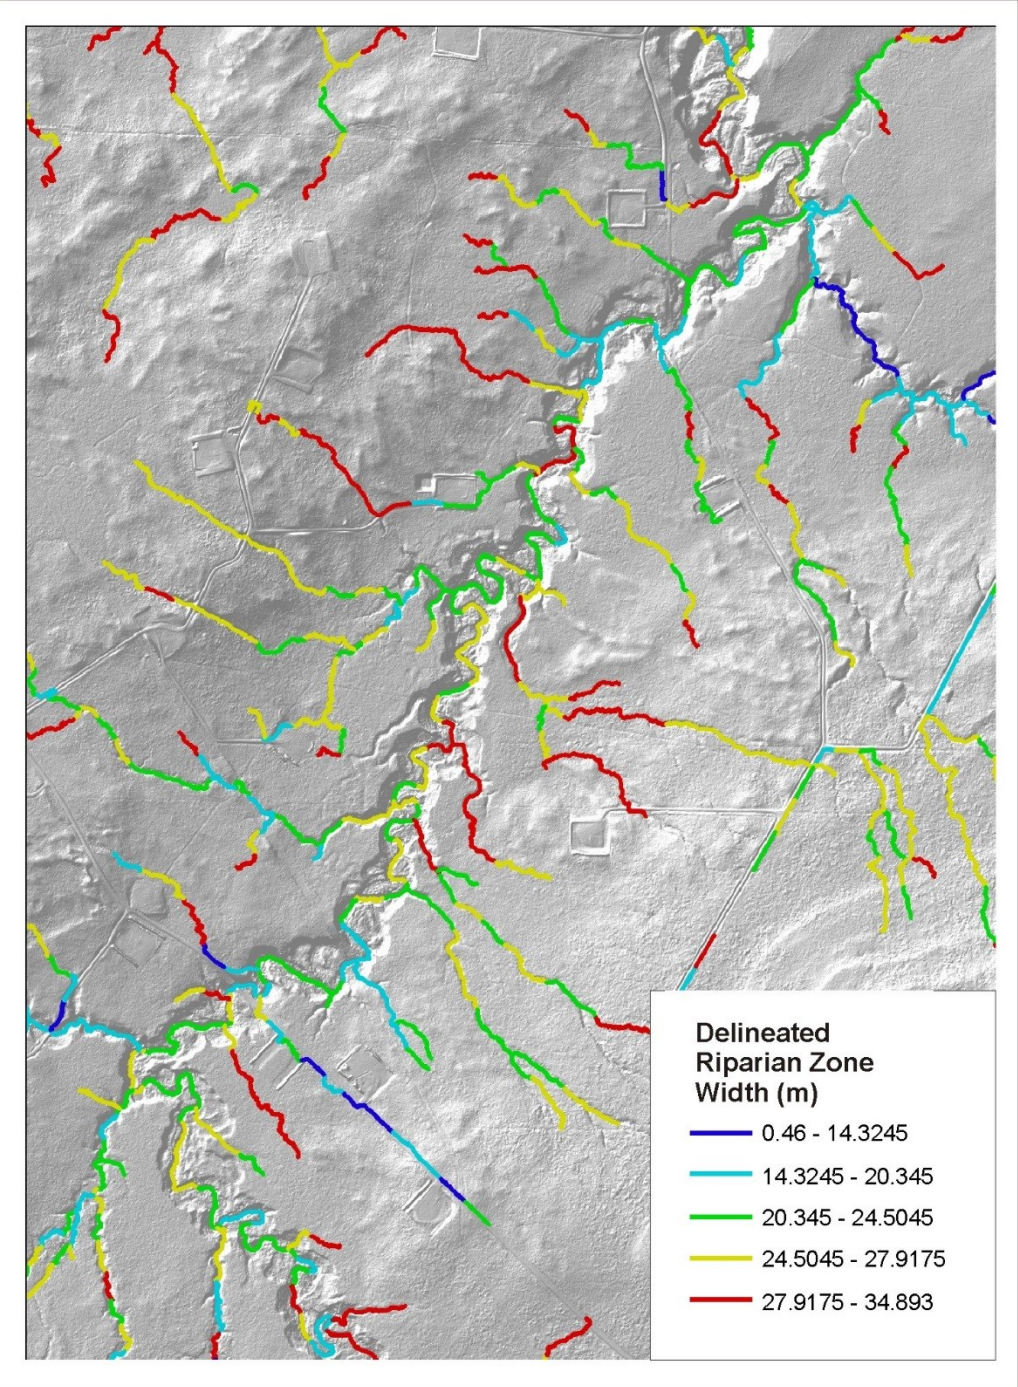 Delineated
Riparian Zone
Width (m)
0.46 - 14.3245
14.3245 - 20.345
20.345 - 24.5045
24.5045 - 27.9175
27.9175 - 34.893